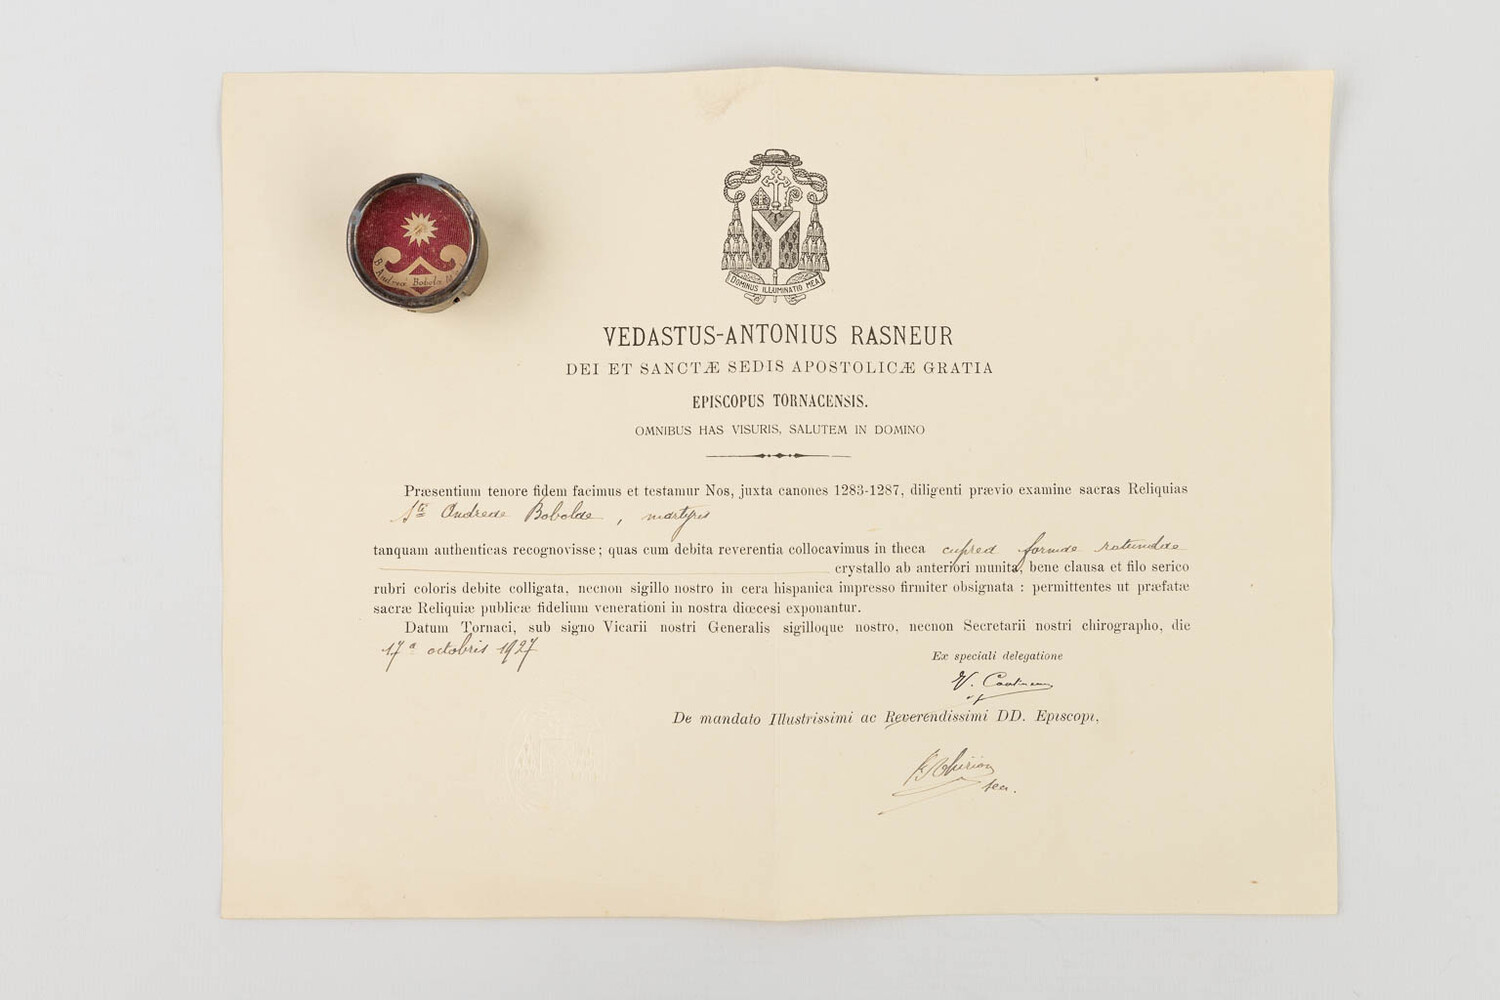 B Andreæ Bobolæ M
DOMINUS ILLUMINATIO MEA
VEDASTUS-ANTONIUS RASNEUR
DEI ET SANCTÆ SEDIS APOSTOLICÆ GRATIA
EPISCOPUS TORNACENSIS.
OMNIBUS HAS VISURIS, SALUTEM IN DOMINO
Præsentium tenore fidem facimus et testamur Nos, juxta canones 1283-1287, diligenti prævio examine sacras Reliquias
Sti Andreae Bobolae, martyris
tanquam authenticas recognovisse; quas cum debita reverentia collocavimus in theca cuprea formae rotundae
crystallo ab anteriori munita, bene clausa et filo serico
rubri coloris debite colligata, necnon sigillo nostro in cera hispanica impresso firmiter obsignata : permittentes ut præfatæ
sacræ Reliquiæ publicæ fidelium venerationi in nostra diœcesi exponantur.
Datum Tornaci, sub signo Vicarii nostri Generalis sigilloque nostro, necnon Secretarii nostri chirographo, die
17a octobris 1927
Ex speciali delegatione
V.
De mandato Illustrissimi ac Reverendissimi DD. Episcopi,
Thirion
secr.